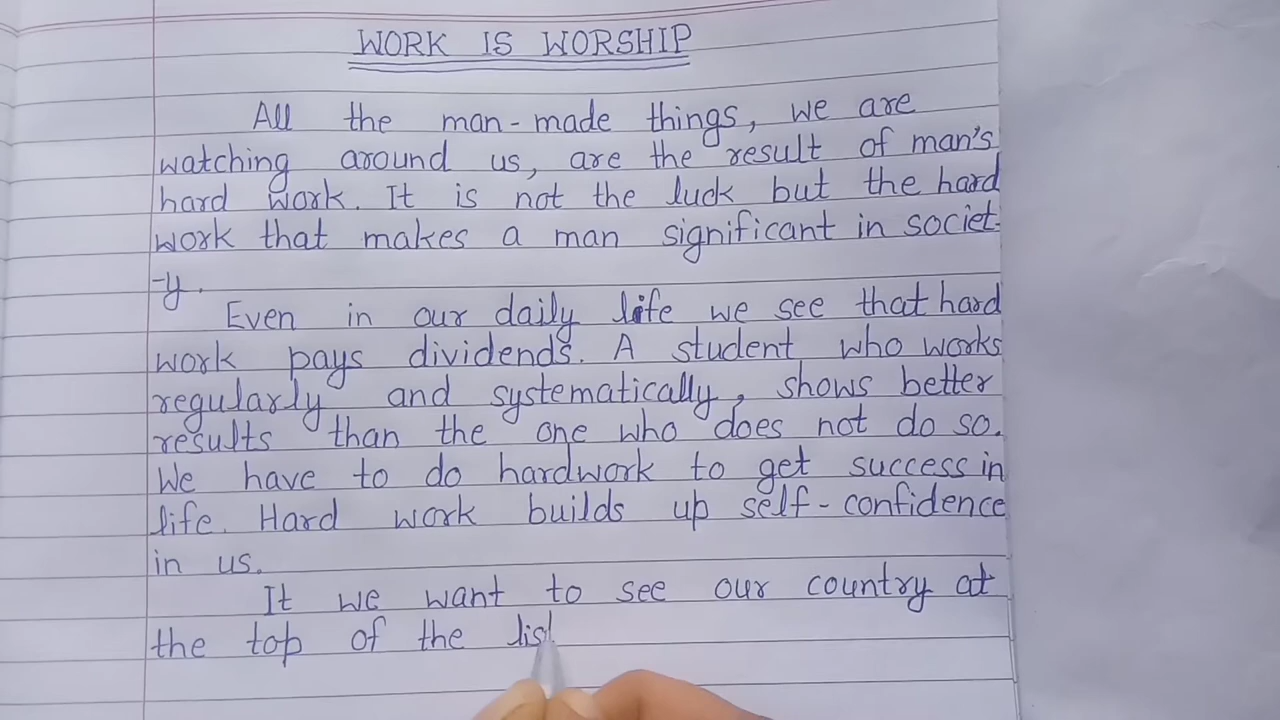 WORK IS WORSHIP
All the man-made things, we are
watching around us, are the result of man's
hard work. It is not the luck but the hard
work that makes a man significant in societ-
-y.
Even in our daily life we see that hard
work pays dividends. A student who works
regularly and systematically, shows better
results than the one who does not do so.
We have to do hardwork to get success in
life. Hard work builds up self-confidence
in us.
It we want to see our country at
the top of the lis